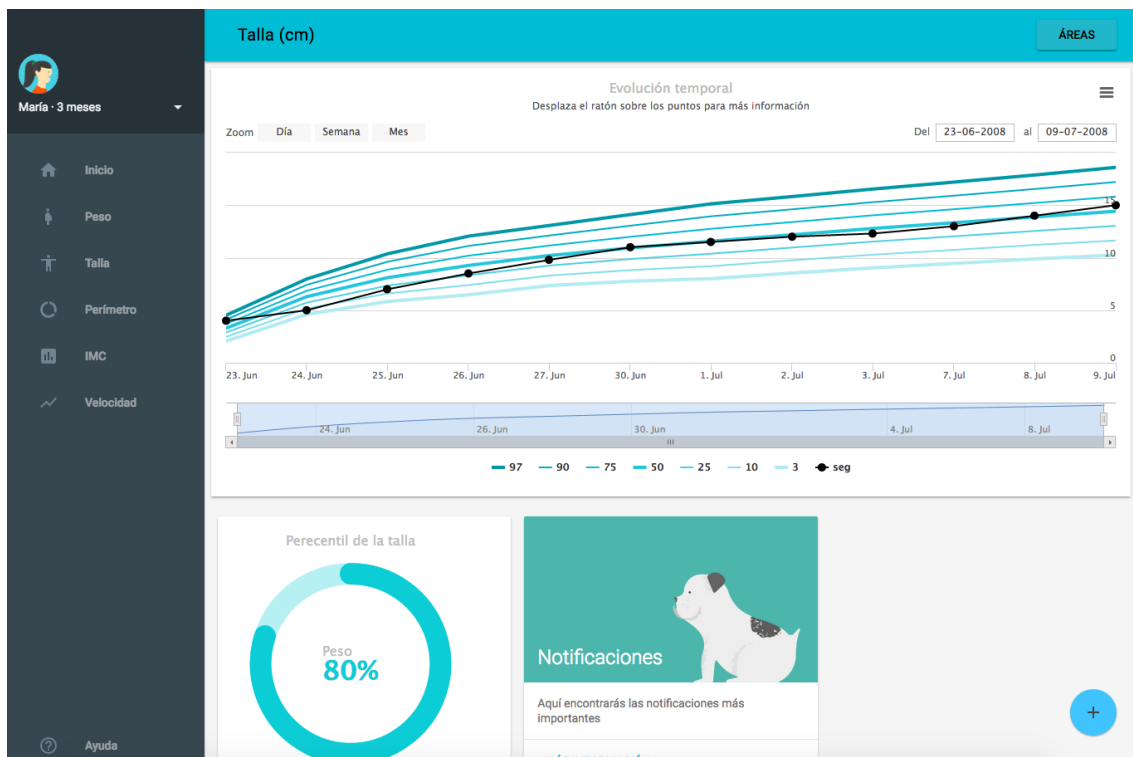 Talla (cm)
ÁREAS
María · 3 meses
Inicio
Peso
Talla
Perímetro
IMC
Velocidad
Ayuda
Evolución temporal
Desplaza el ratón sobre los puntos para más información
Zoom Día Semana Mes
Del 23-06-2008 al 09-07-2008
15
10
5
0
23. Jun 24. Jun 25. Jun 26. Jun 27. Jun 30. Jun 1. Jul 2. Jul 3. Jul 7. Jul 8. Jul 9. Jul
24. Jun 26. Jun 30. Jun 4. Jul 8. Jul
97 90 75 50 25 10 3 seg
Perecentil de la talla
Peso
80%
Notificaciones
Aquí encontrarás las notificaciones más
importantes